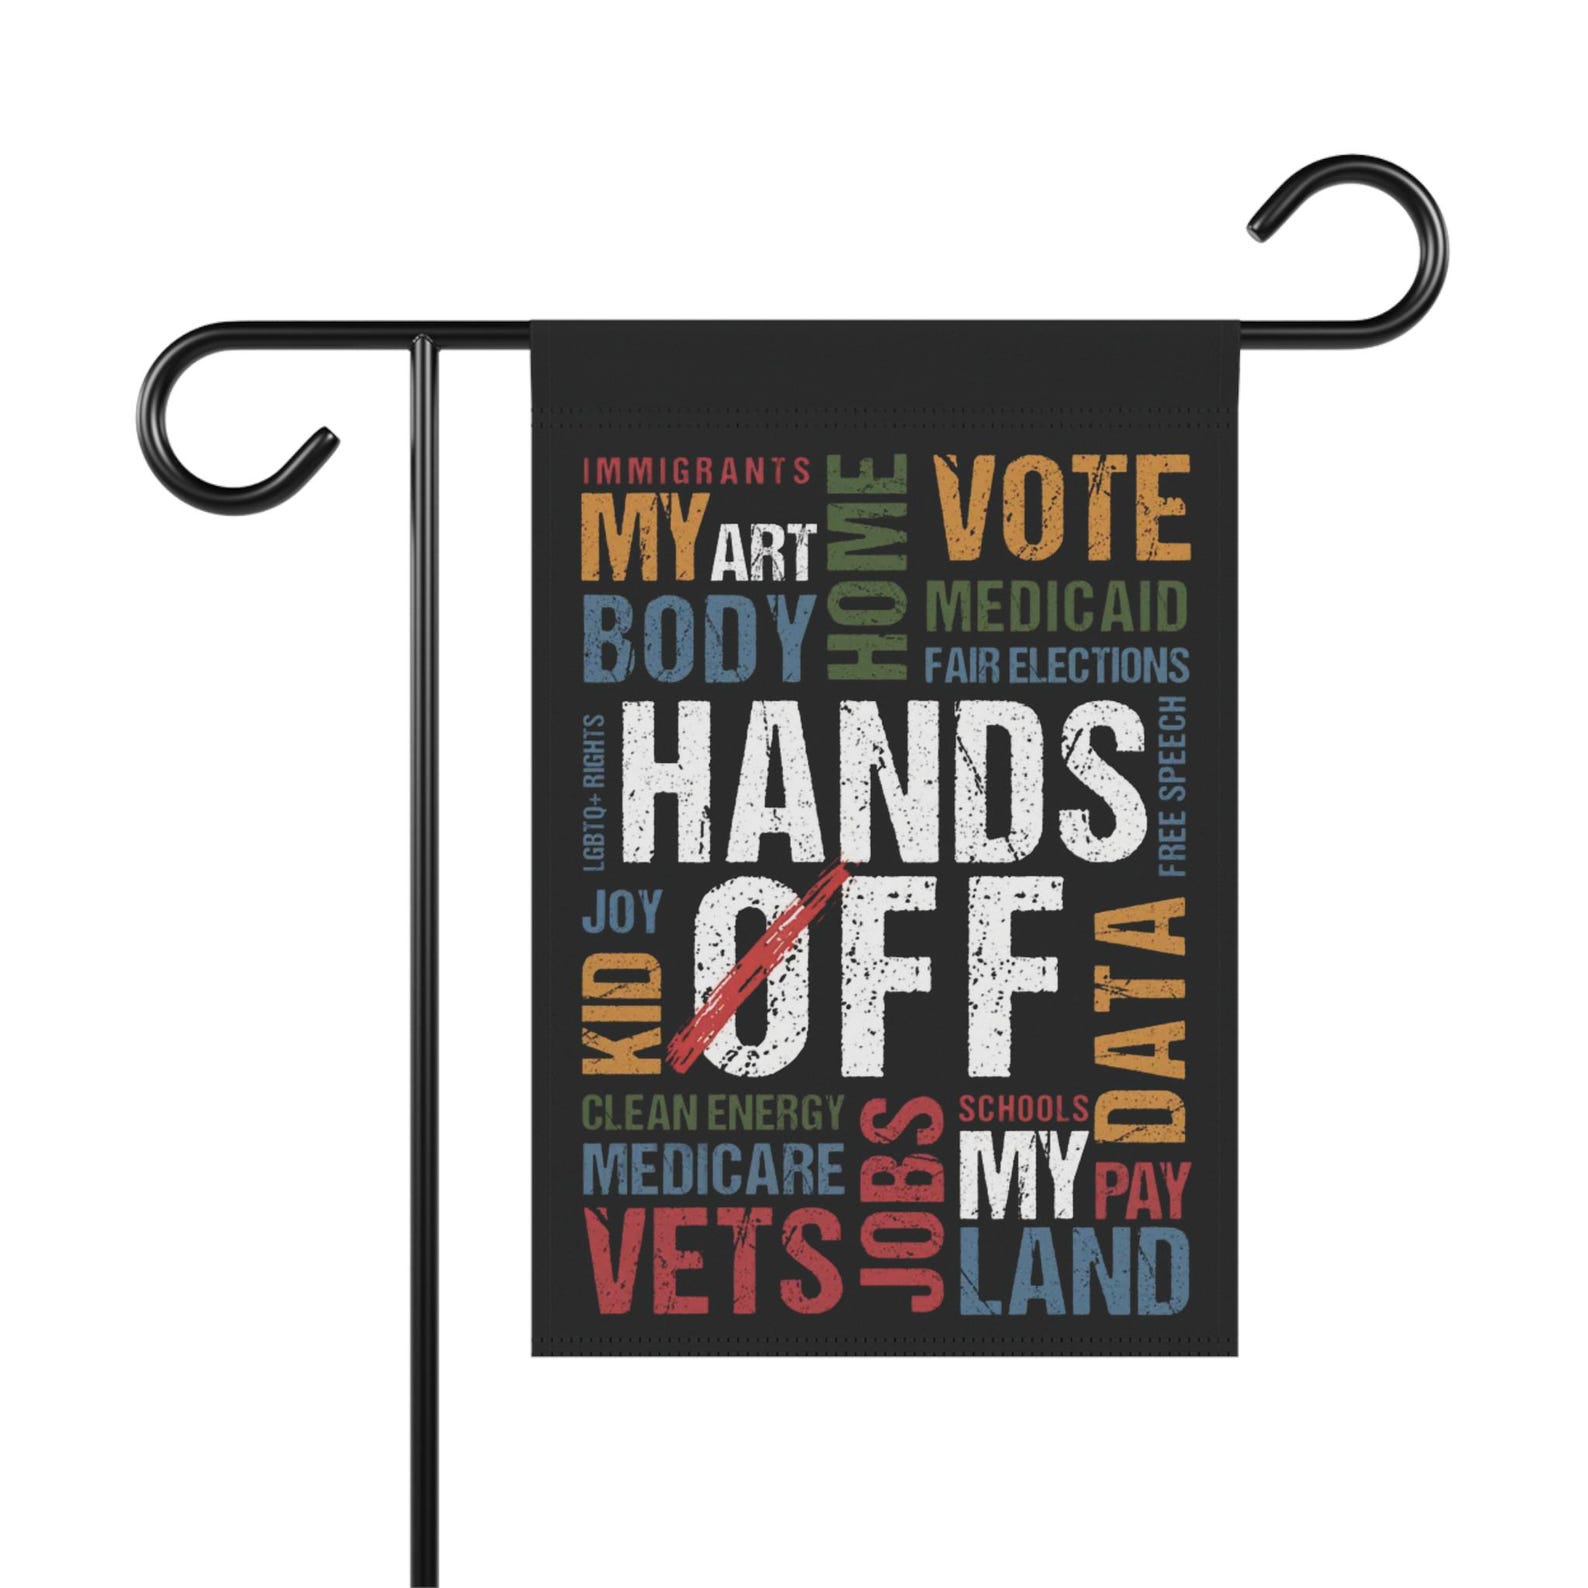 IMMIGRANTS
MY ART
BODY
HOME
VOTE
MEDICAID
FAIR ELECTIONS
LGBTQ+ RIGHTS
HANDS
OFF
FREE SPEECH
JOY
KID
DATA
CLEAN ENERGY
MEDICARE
VETS
JOBS
SCHOOLS
MY PAY
LAND